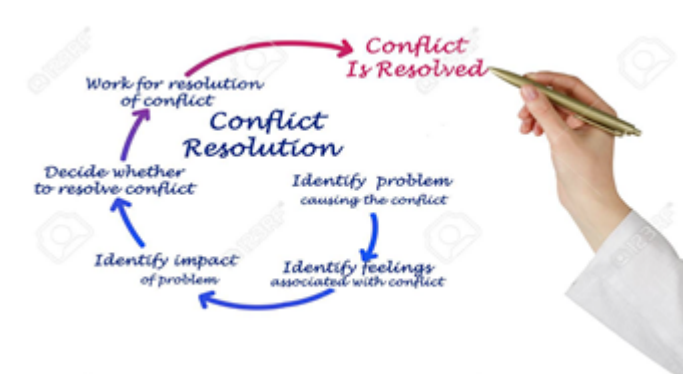 Conflict
Is Resolved
Work for resolution
of conflict
Conflict
Resolution
Decide whether
to resolve conflict
Identify problem
causing the conflict
Identify impact
of problem
Identify feelings
associated with conflict